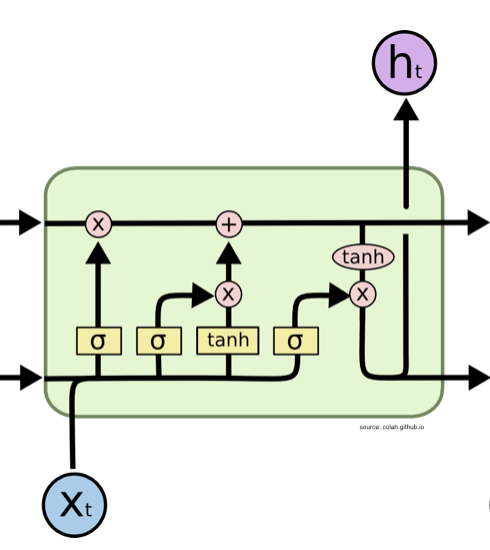 ht
x +
tanh
x x
σ σ tanh σ
source: colah.github.io
xt